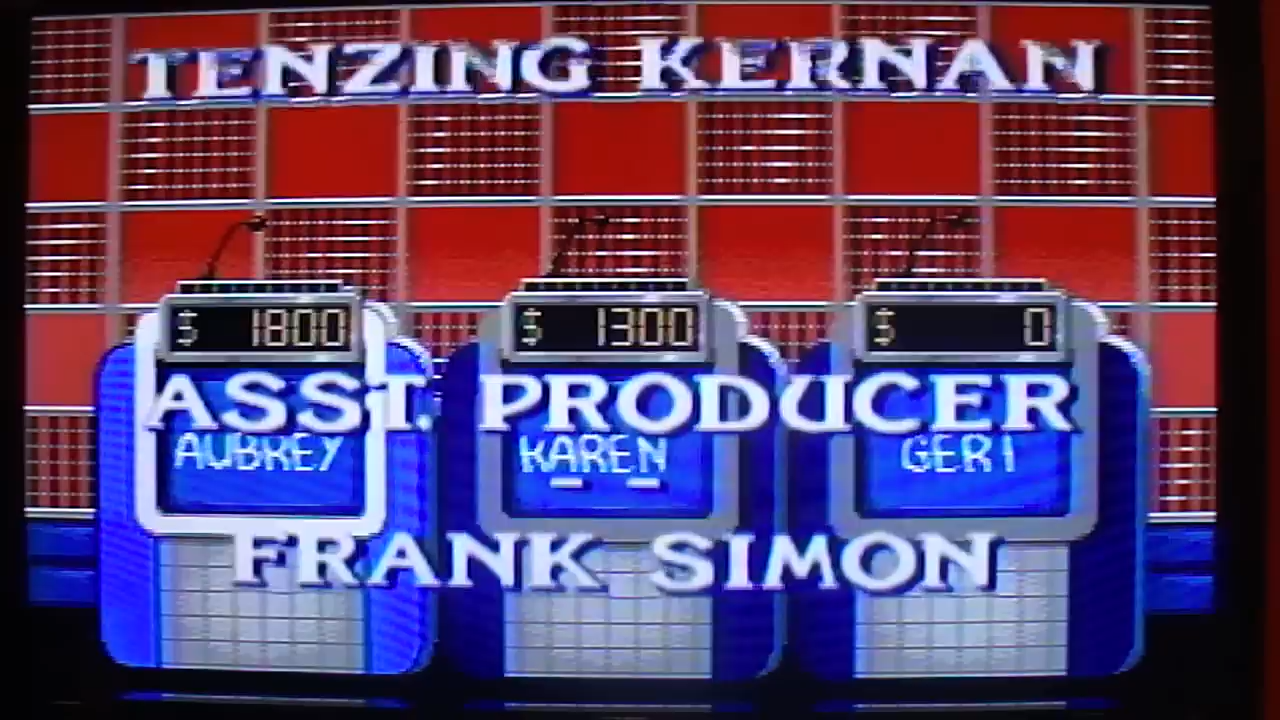 TENZING KERNAN
$ 1800 $ 1300 $ 0
ASST. PRODUCER
AUBREY KAREN GERI
FRANK SIMON